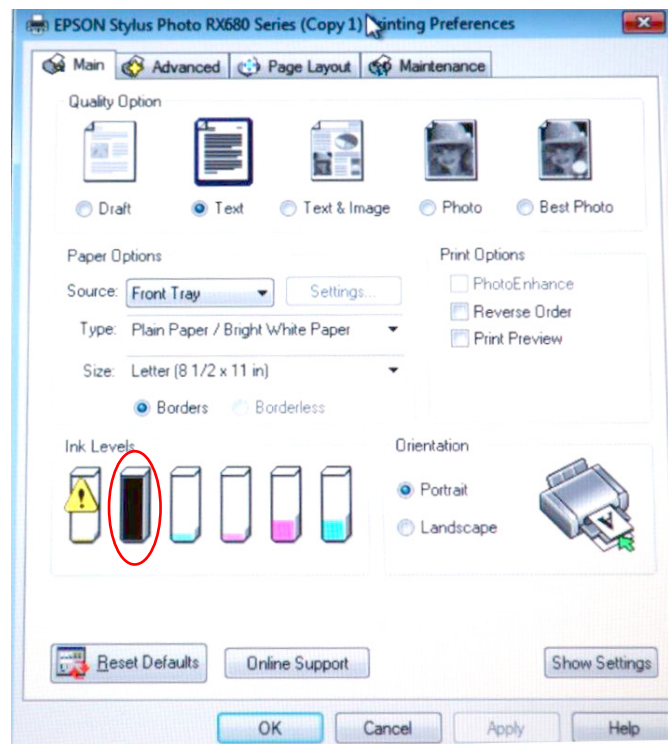 EPSON Stylus Photo RX680 Series (Copy 1) Printing Preferences
Main Advanced Page Layout Maintenance
Quality Option
Draft Text Text & Image Photo Best Photo
Paper Options Print Options
Source: Front Tray Settings... PhotoEnhance
Reverse Order
Type: Plain Paper / Bright White Paper Print Preview
Size: Letter (8 1/2 x 11 in)
Borders Borderless
Ink Levels Orientation
Portrait
Landscape
A
Reset Defaults Online Support Show Settings
OK Cancel Apply Help